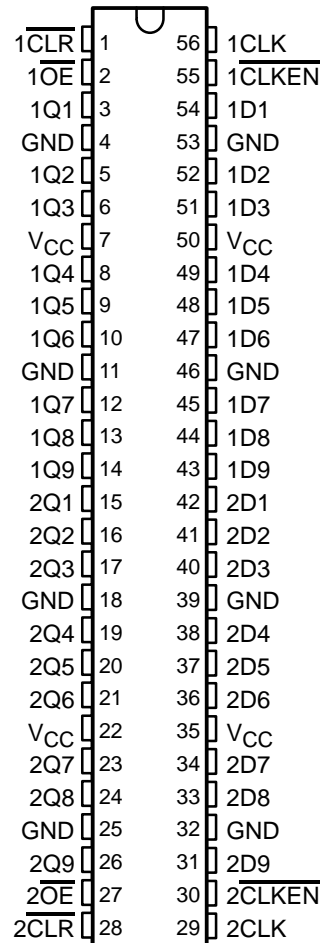 1CLR 1 56 1CLK
1OE 2 55 1CLKEN
1Q1 3 54 1D1
GND 4 53 GND
1Q2 5 52 1D2
1Q3 6 51 1D3
VCC 7 50 VCC
1Q4 8 49 1D4
1Q5 9 48 1D5
1Q6 10 47 1D6
GND 11 46 GND
1Q7 12 45 1D7
1Q8 13 44 1D8
1Q9 14 43 1D9
2Q1 15 42 2D1
2Q2 16 41 2D2
2Q3 17 40 2D3
GND 18 39 GND
2Q4 19 38 2D4
2Q5 20 37 2D5
2Q6 21 36 2D6
VCC 22 35 VCC
2Q7 23 34 2D7
2Q8 24 33 2D8
GND 25 32 GND
2Q9 26 31 2D9
2OE 27 30 2CLKEN
2CLR 28 29 2CLK